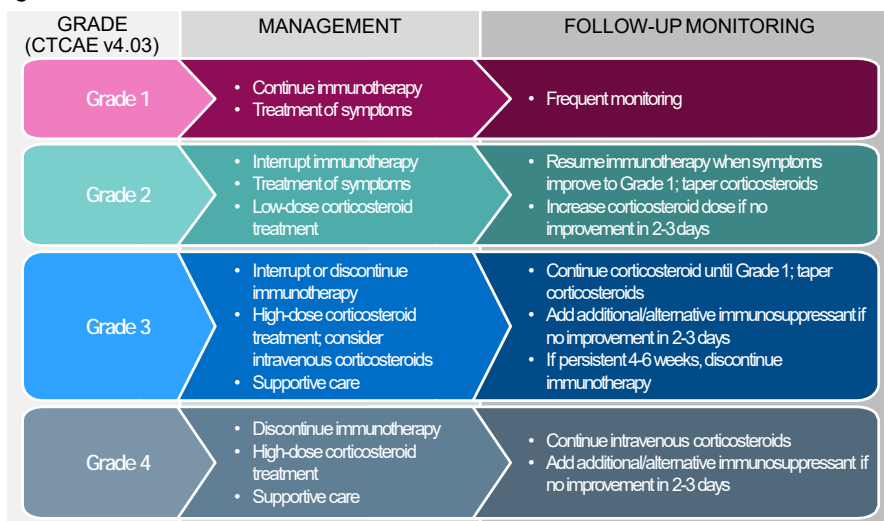 GRADE
(CTCAE v4.03)
MANAGEMENT
FOLLOW-UP MONITORING
Grade 1
• Continue immunotherapy
• Treatment of symptoms
• Frequent monitoring
Grade 2
• Interrupt immunotherapy
• Treatment of symptoms
• Low-dose corticosteroid
treatment
• Resume immunotherapy when symptoms
improve to Grade 1; taper corticosteroids
• Increase corticosteroid dose if no
improvement in 2-3 days
Grade 3
• Interrupt or discontinue
immunotherapy
• High-dose corticosteroid
treatment; consider
intravenous corticosteroids
• Supportive care
• Continue corticosteroid until Grade 1; taper
corticosteroids
• Add additional/alternative immunosuppressant if
no improvement in 2-3 days
• If persistent 4-6 weeks, discontinue
immunotherapy
Grade 4
• Discontinue immunotherapy
• High-dose corticosteroid
treatment
• Supportive care
• Continue intravenous corticosteroids
• Add additional/alternative immunosuppressant if
no improvement in 2-3 days